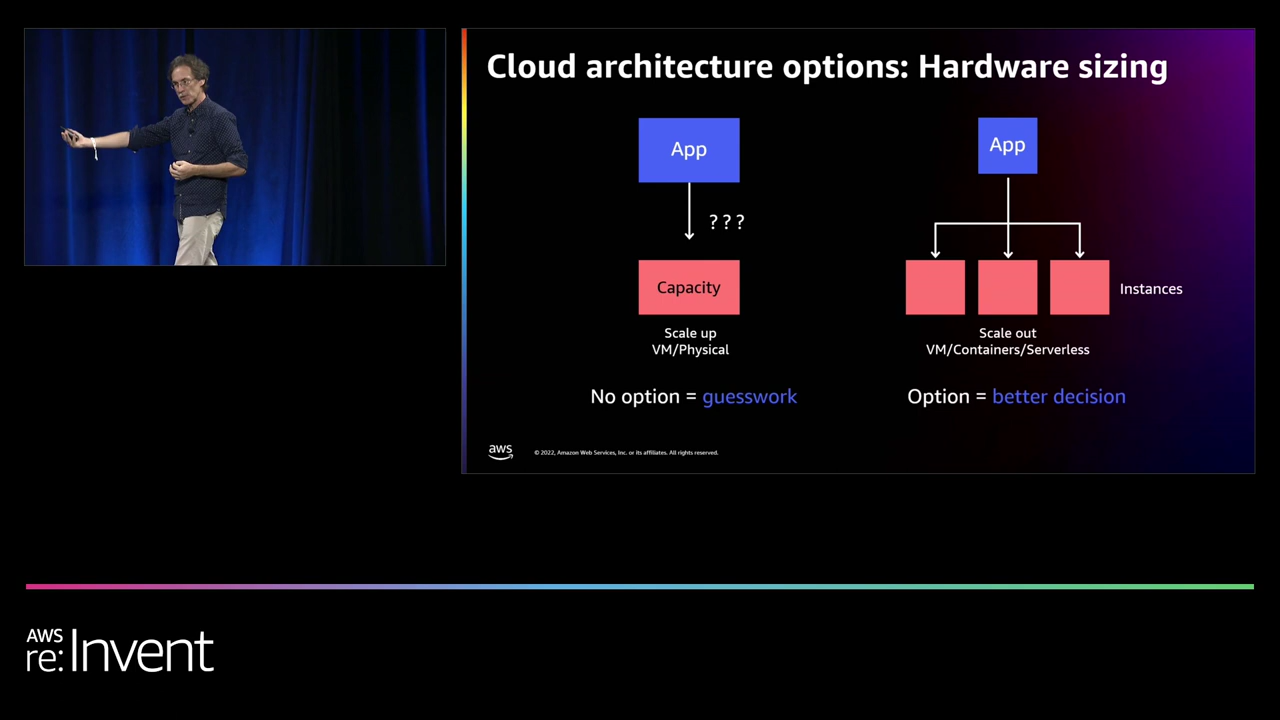 Cloud architecture options: Hardware sizing
App
???
Capacity
Scale up
VM/Physical
No option = guesswork
App
Instances
Scale out
VM/Containers/Serverless
Option = better decision
aws
© 2022, Amazon Web Services, Inc. or its affiliates. All rights reserved.
AWS
re:Invent